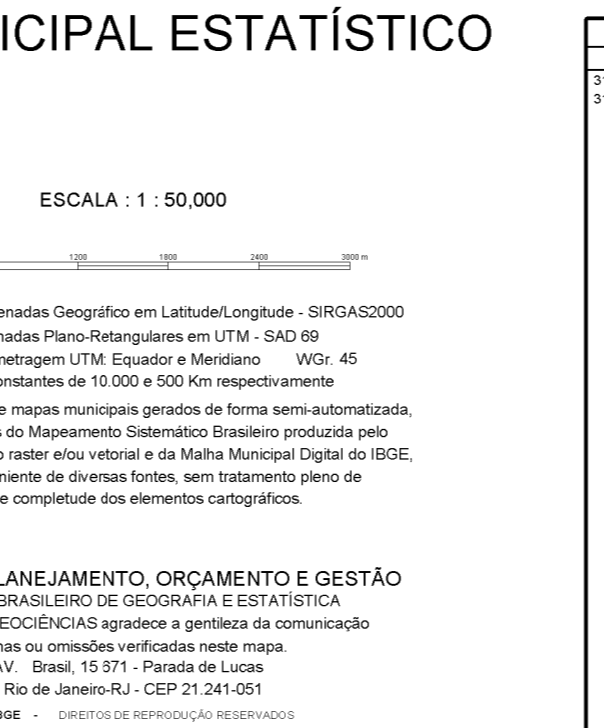 ICIPAL ESTATÍSTICO
ESCALA : 1 : 50,000
1200 1800 2400 3000 m
enadas Geográfico em Latitude/Longitude - SIRGAS2000
nadas Plano-Retangulares em UTM - SAD 69
metragem UTM: Equador e Meridiano WGr. 45
onstantes de 10.000 e 500 Km respectivamente
e mapas municipais gerados de forma semi-automatizada,
s do Mapeamento Sistemático Brasileiro produzida pelo
o raster e/ou vetorial e da Malha Municipal Digital do IBGE,
niente de diversas fontes, sem tratamento pleno de
e completude dos elementos cartográficos.
LANEJAMENTO, ORÇAMENTO E GESTÃO
BRASILEIRO DE GEOGRAFIA E ESTATÍSTICA
EOCIÊNCIAS agradece a gentileza da comunicação
has ou omissões verificadas neste mapa.
AV. Brasil, 15 671 - Parada de Lucas
Rio de Janeiro-RJ - CEP 21.241-051
BGE - DIREITOS DE REPRODUÇÃO RESERVADOS
31
31